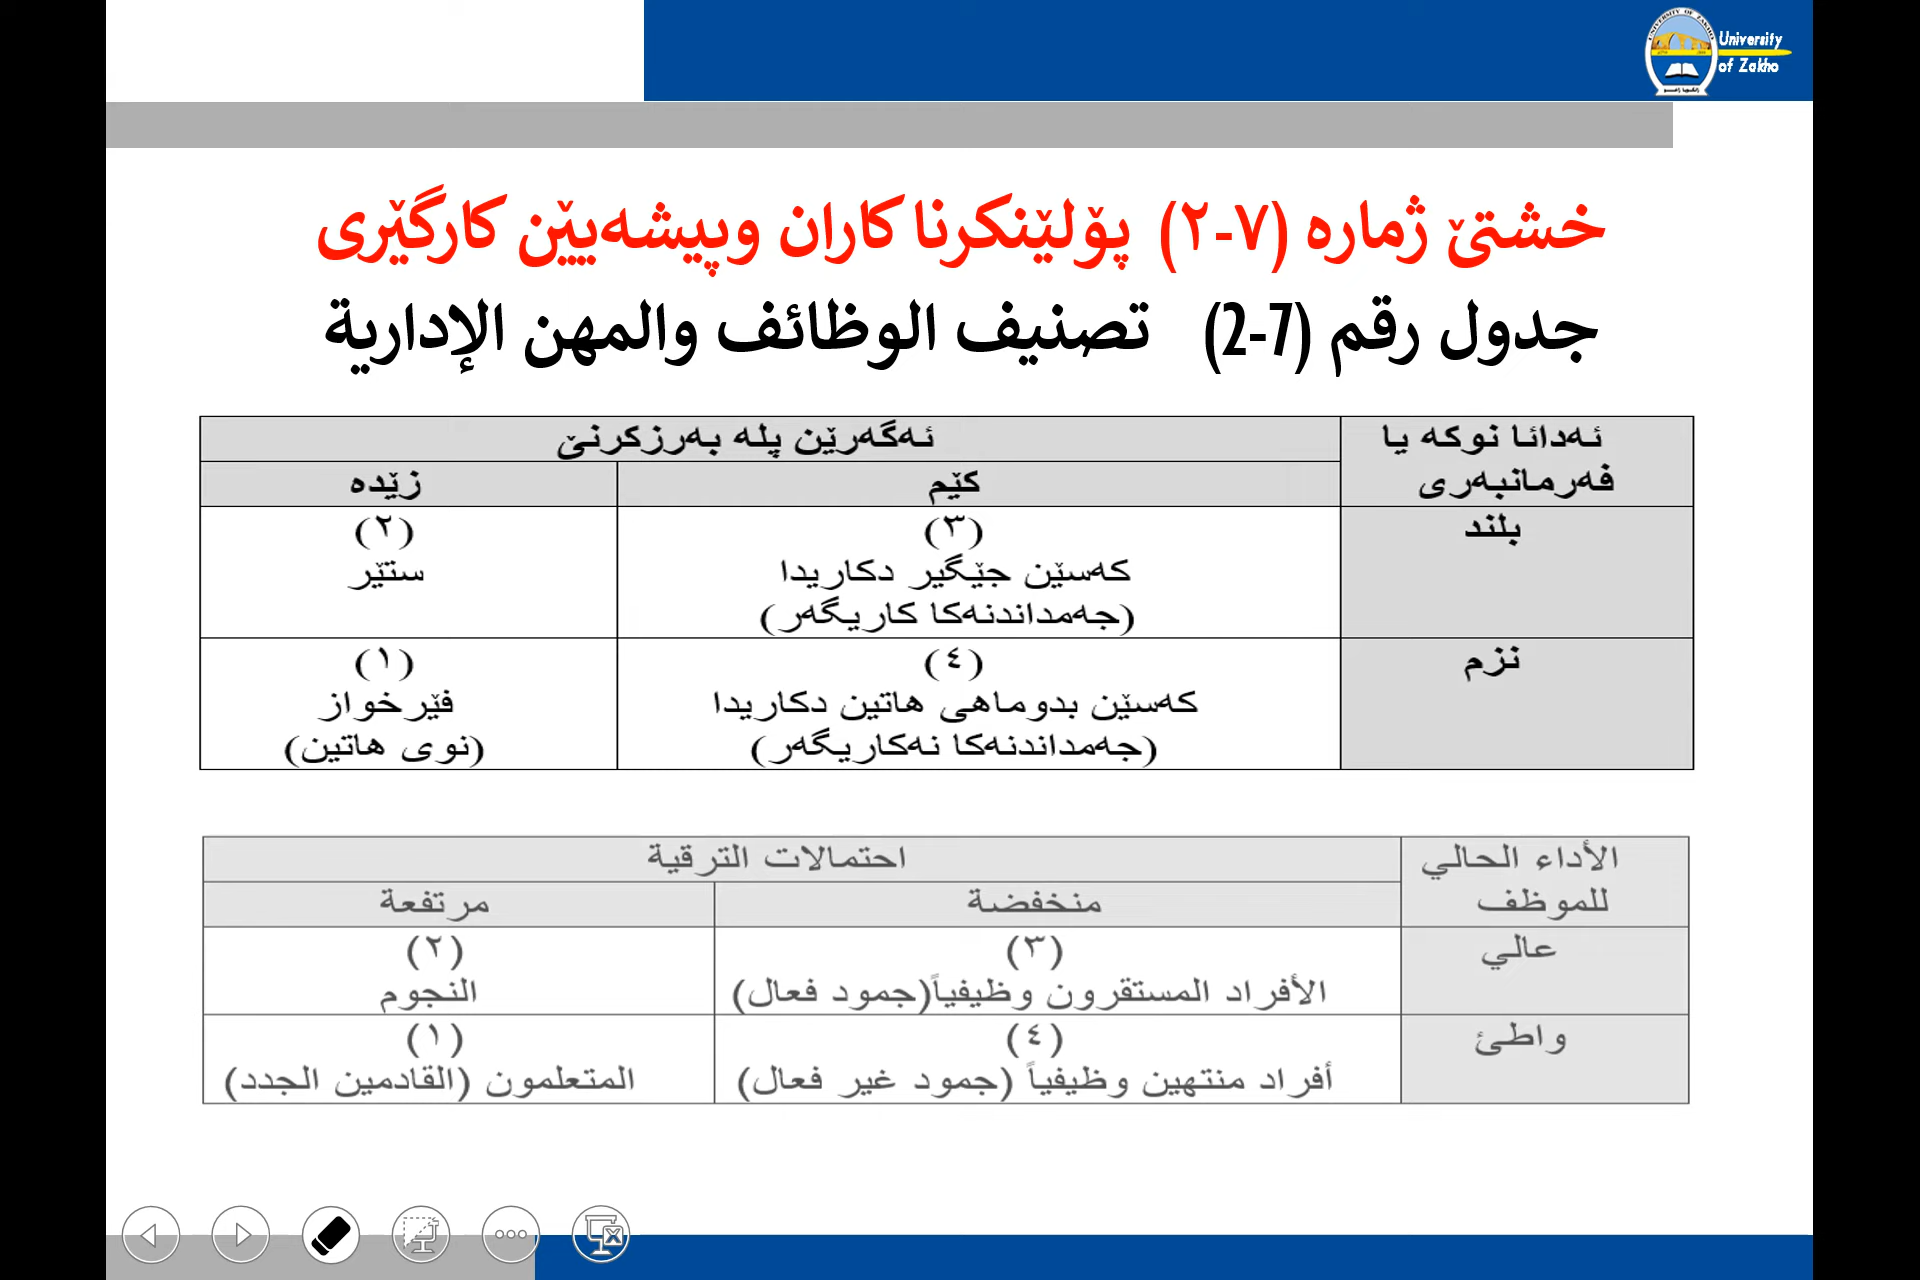 University
of Zakho
خشتێ ژمارە (٧-٢) پۆلێنکرنا کاران وپیشەیێن کارگێری
جدول رقم (7-2) تصنيف الوظائف والمهن الإدارية
ئەدائا نوکە یا
فەرمانبەری
ئەگەرێن پلە بەرزکرنێ
کێم
زێدە
بلند
(٣)
کەسێن جێگیر دکاریدا
(جەمداندنەکا کاریگەر)
(٢)
ستێر
نزم
(٤)
کەسێن بدوماهی هاتین دکاریدا
(جەمداندنەکا نەکاریگەر)
(١)
فێرخواز
(نوی هاتین)
الأداء الحالي
للموظف
احتمالات الترقية
منخفضة
مرتفعة
عالي
(٣)
الأفراد المستقرون وظيفياً(جمود فعال)
(٢)
النجوم
واطئ
(٤)
أفراد منتهين وظيفياً (جمود غير فعال)
(١)
المتعلمون (القادمين الجدد)